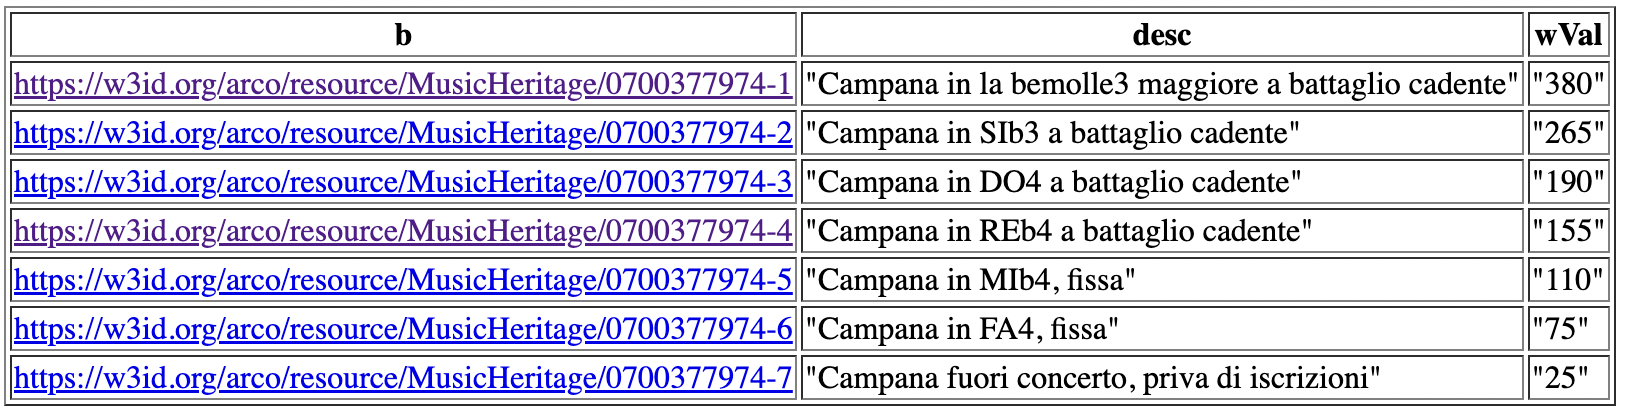 b desc wVal
https://w3id.org/arco/resource/MusicHeritage/0700377974-1 "Campana in la bemolle3 maggiore a battaglio cadente" "380"
https://w3id.org/arco/resource/MusicHeritage/0700377974-2 "Campana in SIb3 a battaglio cadente" "265"
https://w3id.org/arco/resource/MusicHeritage/0700377974-3 "Campana in DO4 a battaglio cadente" "190"
https://w3id.org/arco/resource/MusicHeritage/0700377974-4 "Campana in REb4 a battaglio cadente" "155"
https://w3id.org/arco/resource/MusicHeritage/0700377974-5 "Campana in MIb4, fissa" "110"
https://w3id.org/arco/resource/MusicHeritage/0700377974-6 "Campana in FA4, fissa" "75"
https://w3id.org/arco/resource/MusicHeritage/0700377974-7 "Campana fuori concerto, priva di iscrizioni" "25"